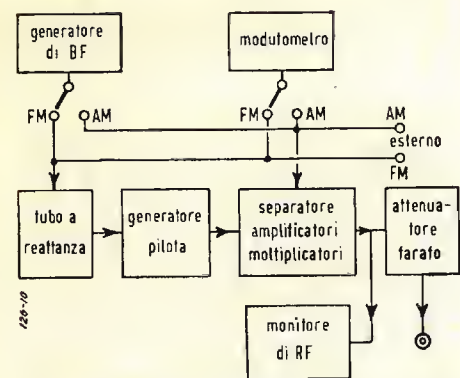 generatore
di BF
modutometro
FM
AM
FM
AM
AM
esterno
FM
tubo a
reattanza
generatore
pilota
separatore
amplificatori
moltiplicatori
attenua-
tore
tarato
monitore
di RF
126-10